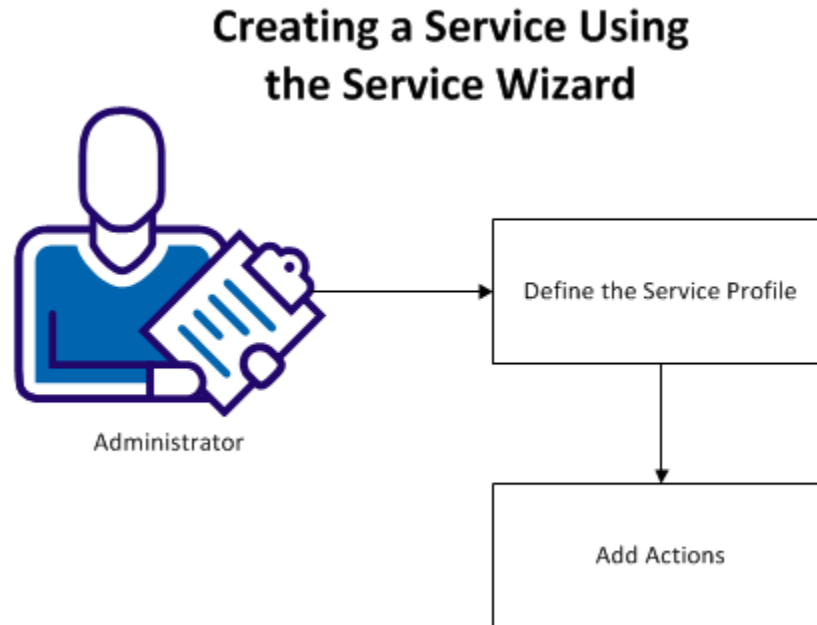 Creating a Service Using
the Service Wizard
Define the Service Profile
Administrator
Add Actions